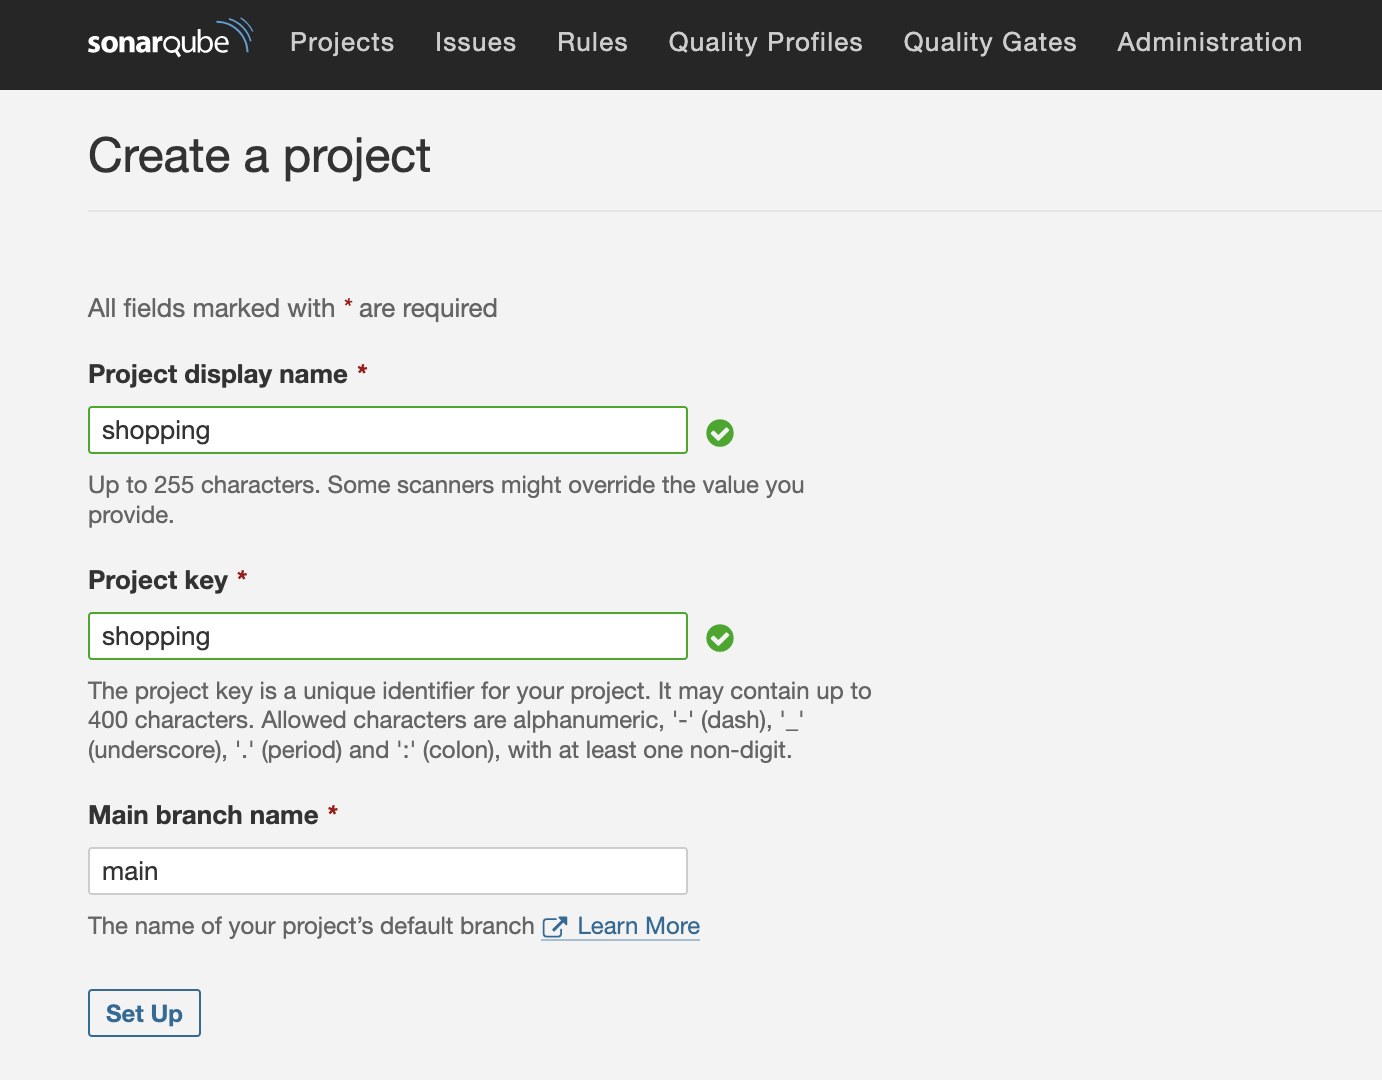 sonarqube Projects Issues Rules Quality Profiles Quality Gates Administration
Create a project
All fields marked with * are required
Project display name *
shopping
Up to 255 characters. Some scanners might override the value you
provide.
Project key *
shopping
The project key is a unique identifier for your project. It may contain up to
400 characters. Allowed characters are alphanumeric, '-' (dash), '_'
(underscore), '.' (period) and ':' (colon), with at least one non-digit.
Main branch name *
main
The name of your project’s default branch Learn More
Set Up